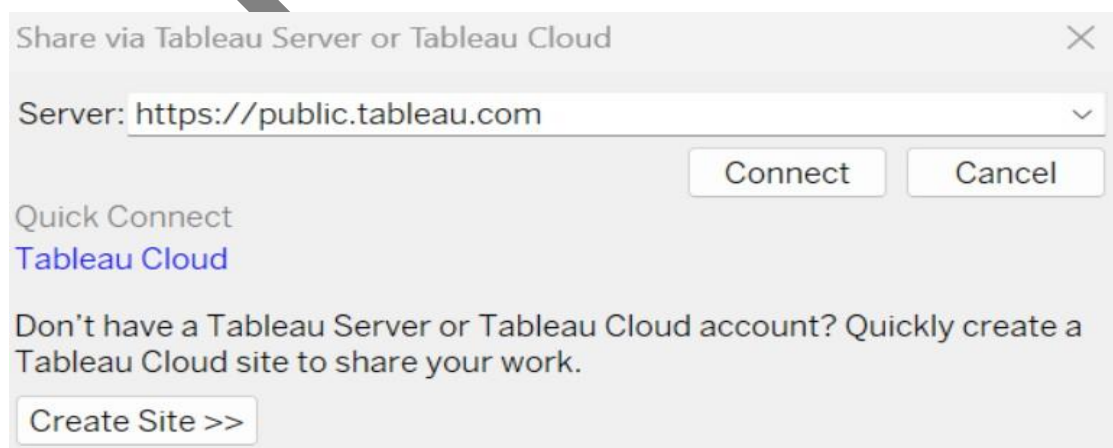 Share via Tableau Server or Tableau Cloud
Server: https://public.tableau.com
Connect Cancel
Quick Connect
Tableau Cloud
Don't have a Tableau Server or Tableau Cloud account? Quickly create a
Tableau Cloud site to share your work.
Create Site >>